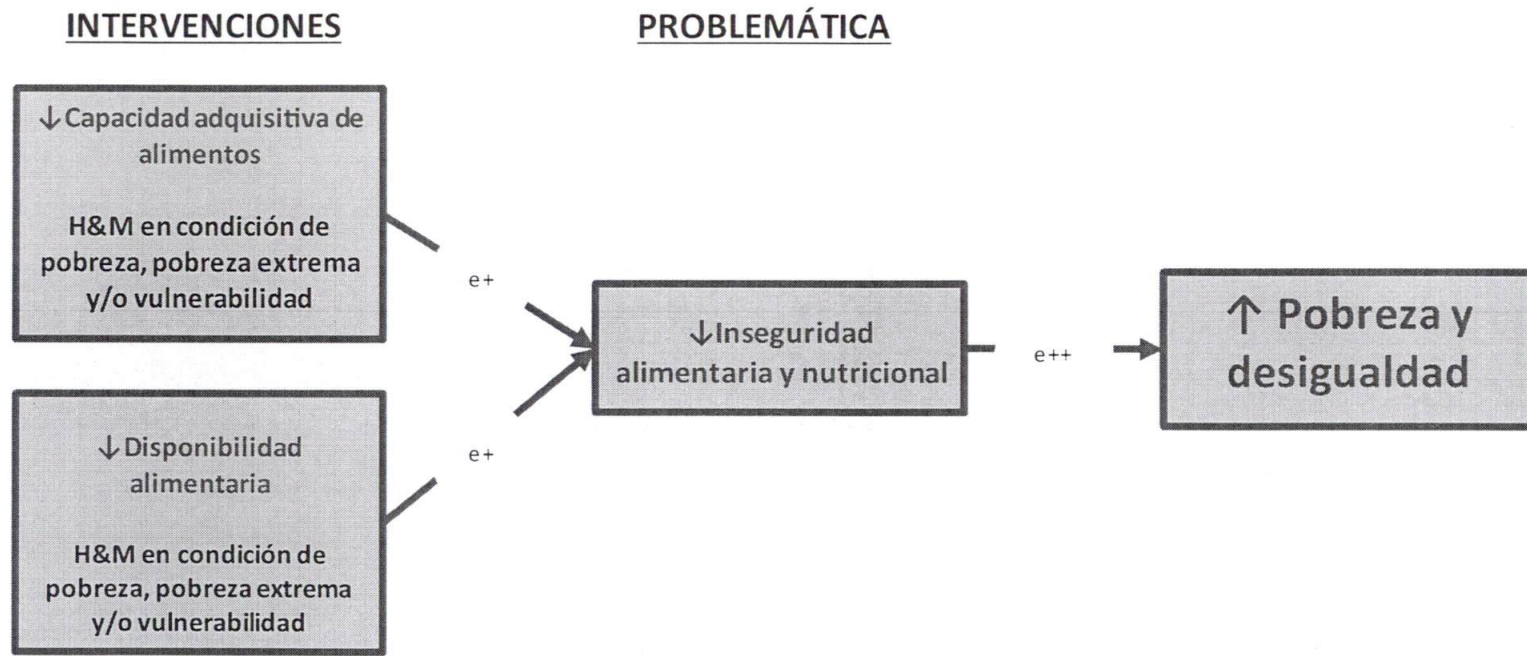 INTERVENCIONES
PROBLEMÁTICA
↓Capacidad adquisitiva de
alimentos
H&M en condición de
pobreza, pobreza extrema
y/o vulnerabilidad
e+
↓Inseguridad
alimentaria y nutricional
e++
↑ Pobreza y
desigualdad
↓Disponibilidad
alimentaria
H&M en condición de
pobreza, pobreza extrema
y/o vulnerabilidad
e+